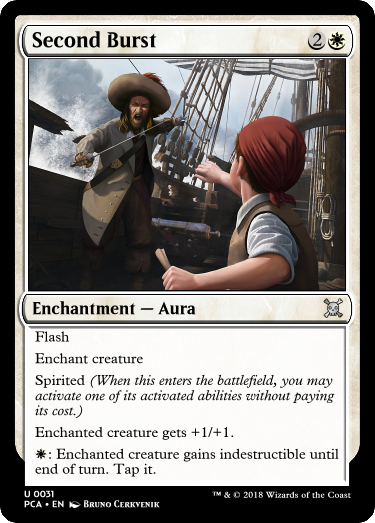 Second Burst 2
Enchantment — Aura
Flash
Enchant creature
Spirited (When this enters the battlefield, you may
activate one of its activated abilities without paying
its cost.)
Enchanted creature gets +1/+1.
: Enchanted creature gains indestructible until
end of turn. Tap it.
U 0031
PCA • EN Bruno Cerkvenik
™ & © 2018 Wizards of the Coast